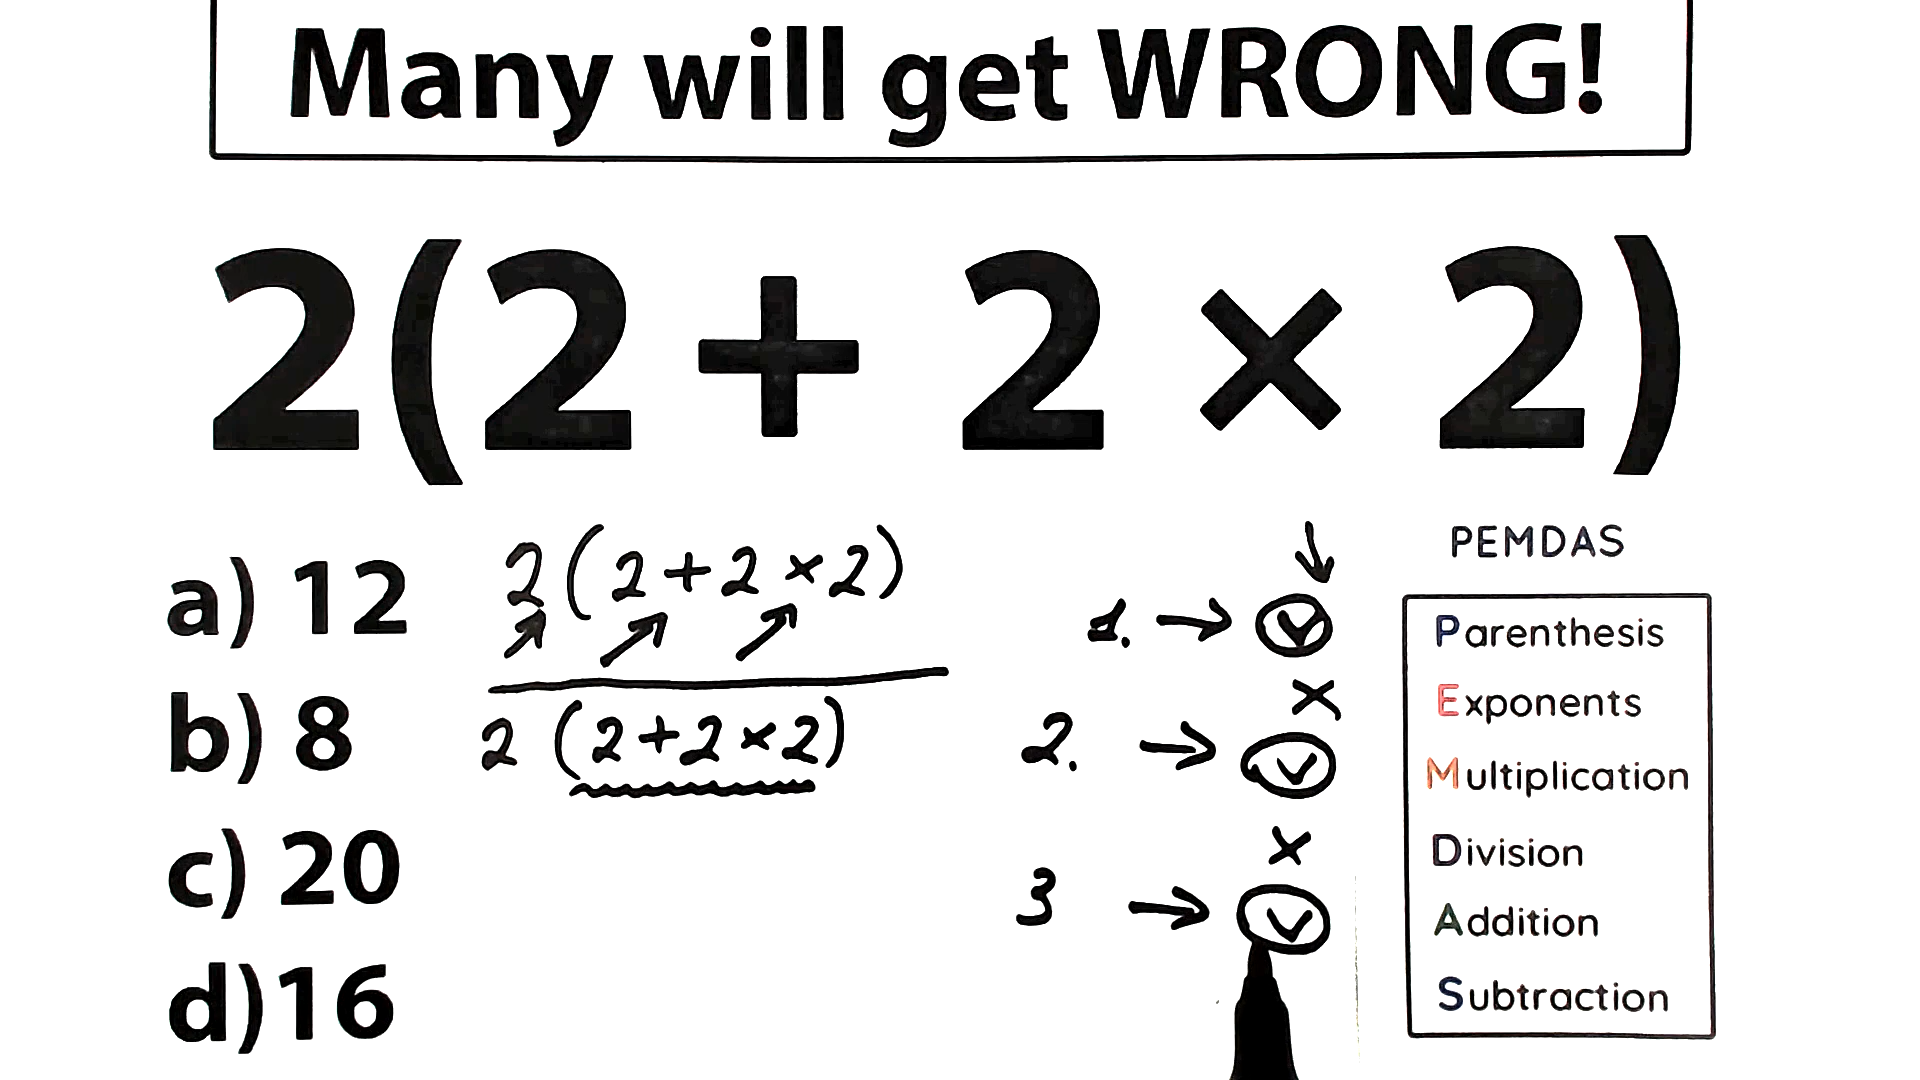 Many will get WRONG!
2(2 + 2 × 2)
a) 12
b) 8
c) 20
d) 16
2(2+2×2)
2 (2+2×2)
1. →
2. →
3 →
PEMDAS
Parenthesis
Exponents
Multiplication
Division
Addition
Subtraction